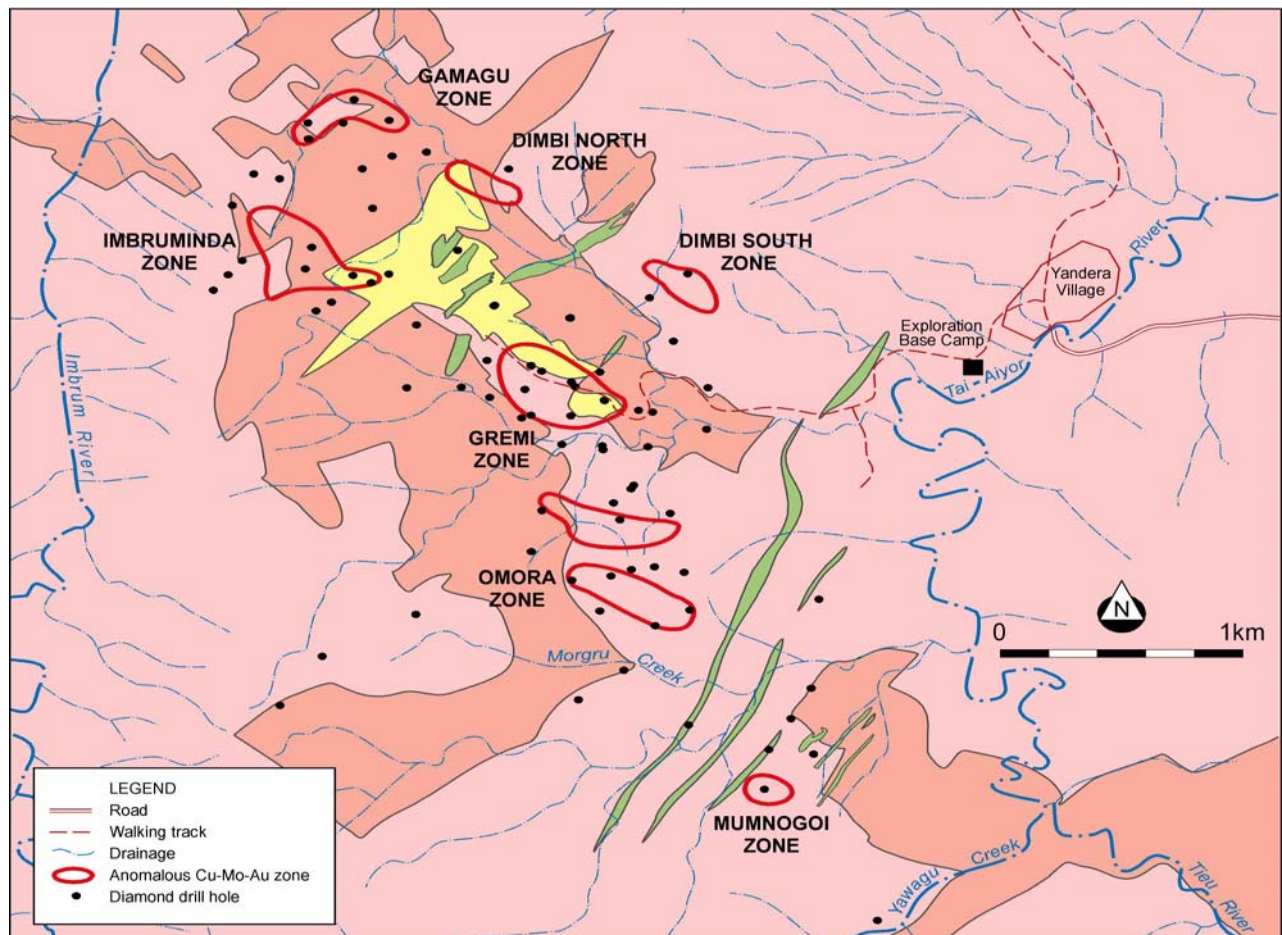 GAMAGU
ZONE
DIMBI NORTH
ZONE
IMBRUMINDA
ZONE
DIMBI SOUTH
ZONE
River
Yandera
Village
Exploration
Base Camp
Tai-Aiyor
Imbrum River
GREMI
ZONE
OMORA
ZONE
N
0 1km
Morgru Creek
MUMNOGOI
ZONE
Yawagu Creek
Tieu River
LEGEND
Road
Walking track
Drainage
Anomalous Cu-Mo-Au zone
Diamond drill hole